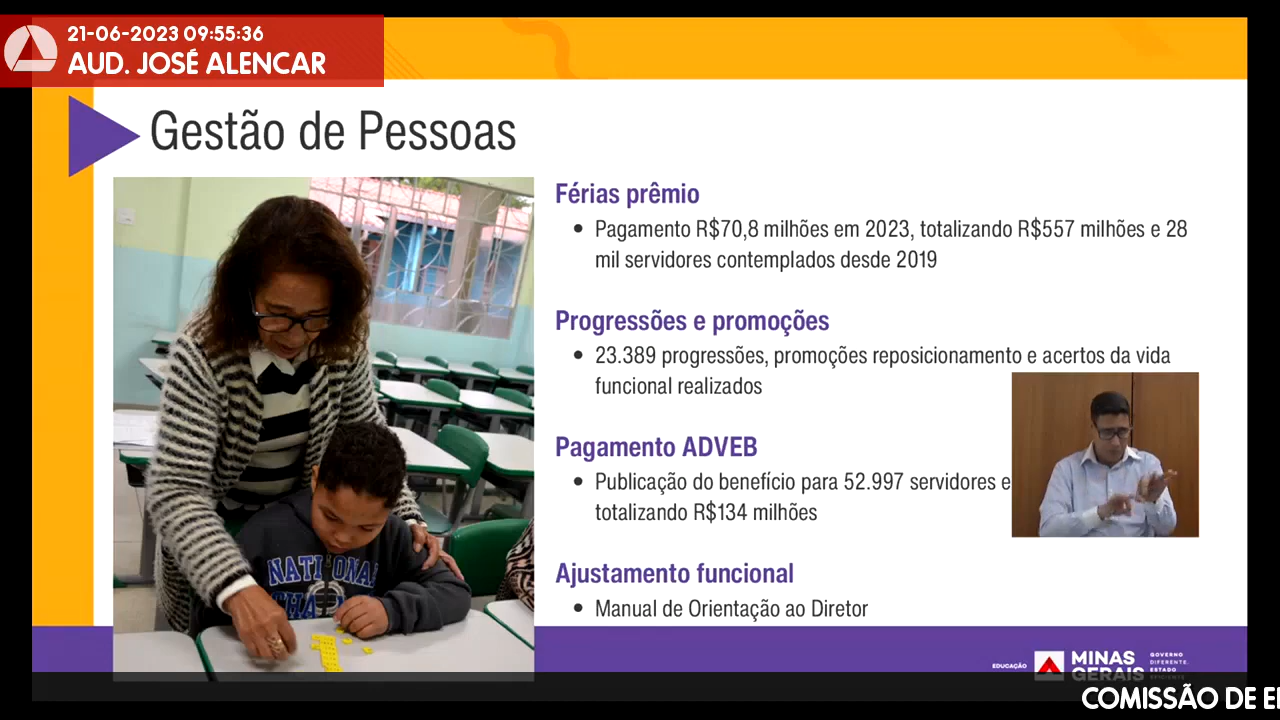 21-06-2023 09:55:36
AUD. JOSÉ ALENCAR
Gestão de Pessoas
Férias prêmio
• Pagamento R$70,8 milhões em 2023, totalizando R$557 milhões e 28
mil servidores contemplados desde 2019
Progressões e promoções
• 23.389 progressões, promoções reposicionamento e acertos da vida
funcional realizados
Pagamento ADVEB
• Publicação do benefício para 52.997 servidores e
totalizando R$134 milhões
Ajustamento funcional
• Manual de Orientação ao Diretor
NATIONAL
EDUCAÇÃO
MINAS
GERAIS
GOVERNO
DIFERENTE.
ESTADO
EFICIENTE.
COMISSÃO DE